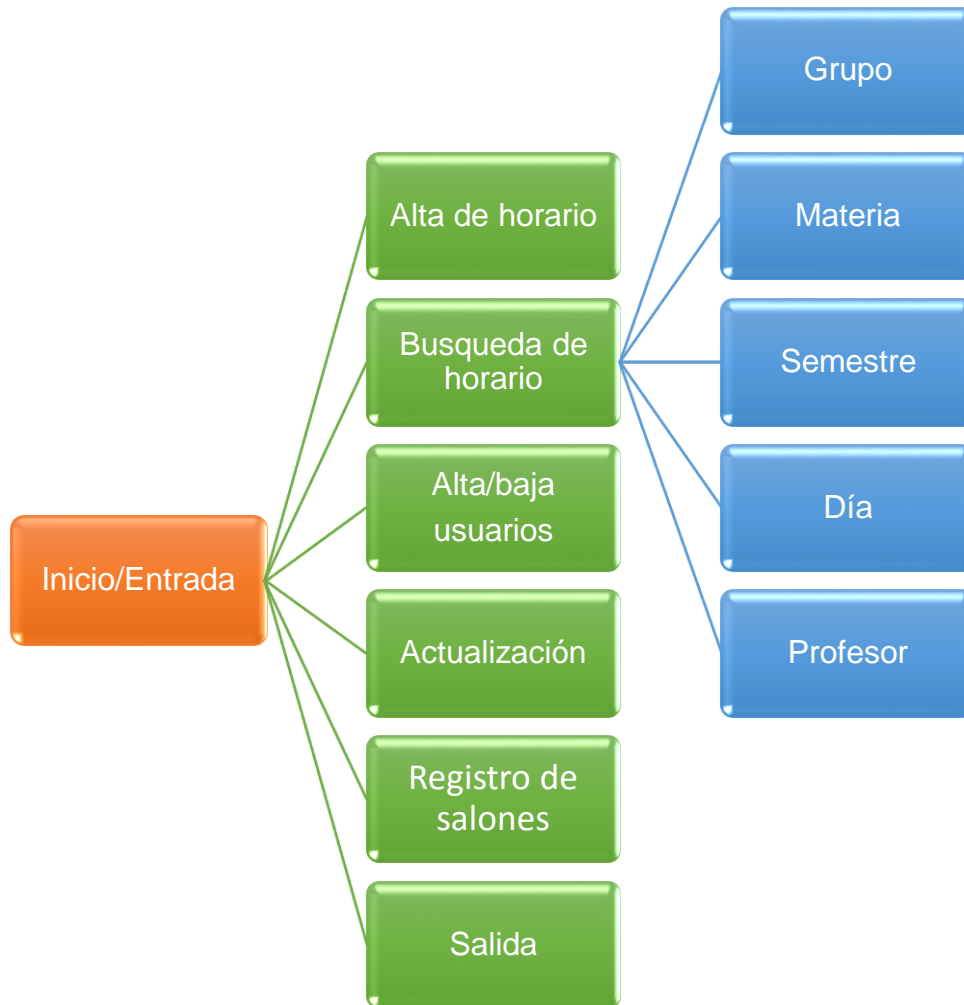 Inicio/Entrada
Alta de horario
Busqueda de
horario
Alta/baja
usuarios
Actualización
Registro de
salones
Salida
Grupo
Materia
Semestre
Día
Profesor